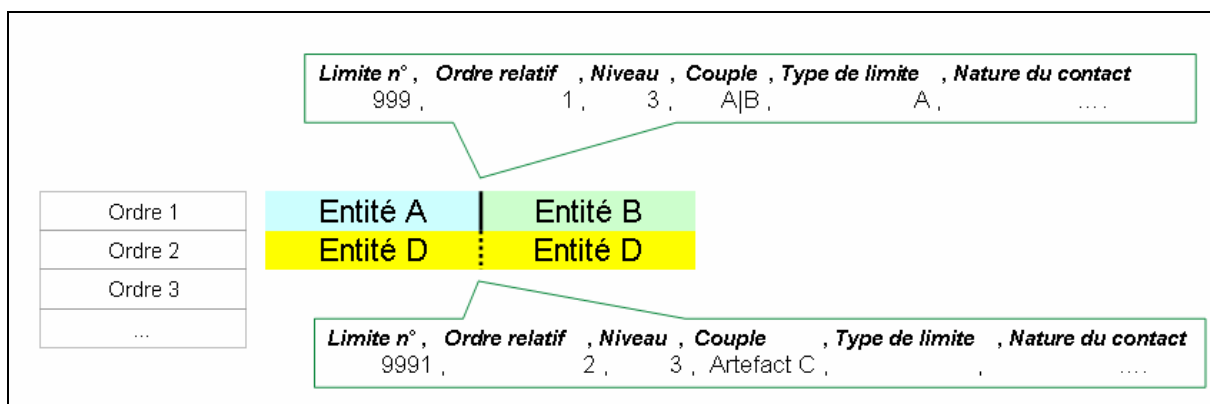 Limite n° , Ordre relatif , Niveau , Couple , Type de limite , Nature du contact
999 , 1 , 3 , A|B , A , ....
Ordre 1 Entité A Entité B
Ordre 2 Entité D Entité D
Ordre 3
...
Limite n°, Ordre relatif , Niveau , Couple , Type de limite , Nature du contact
9991 , 2 , 3 , Artefact C , , ....